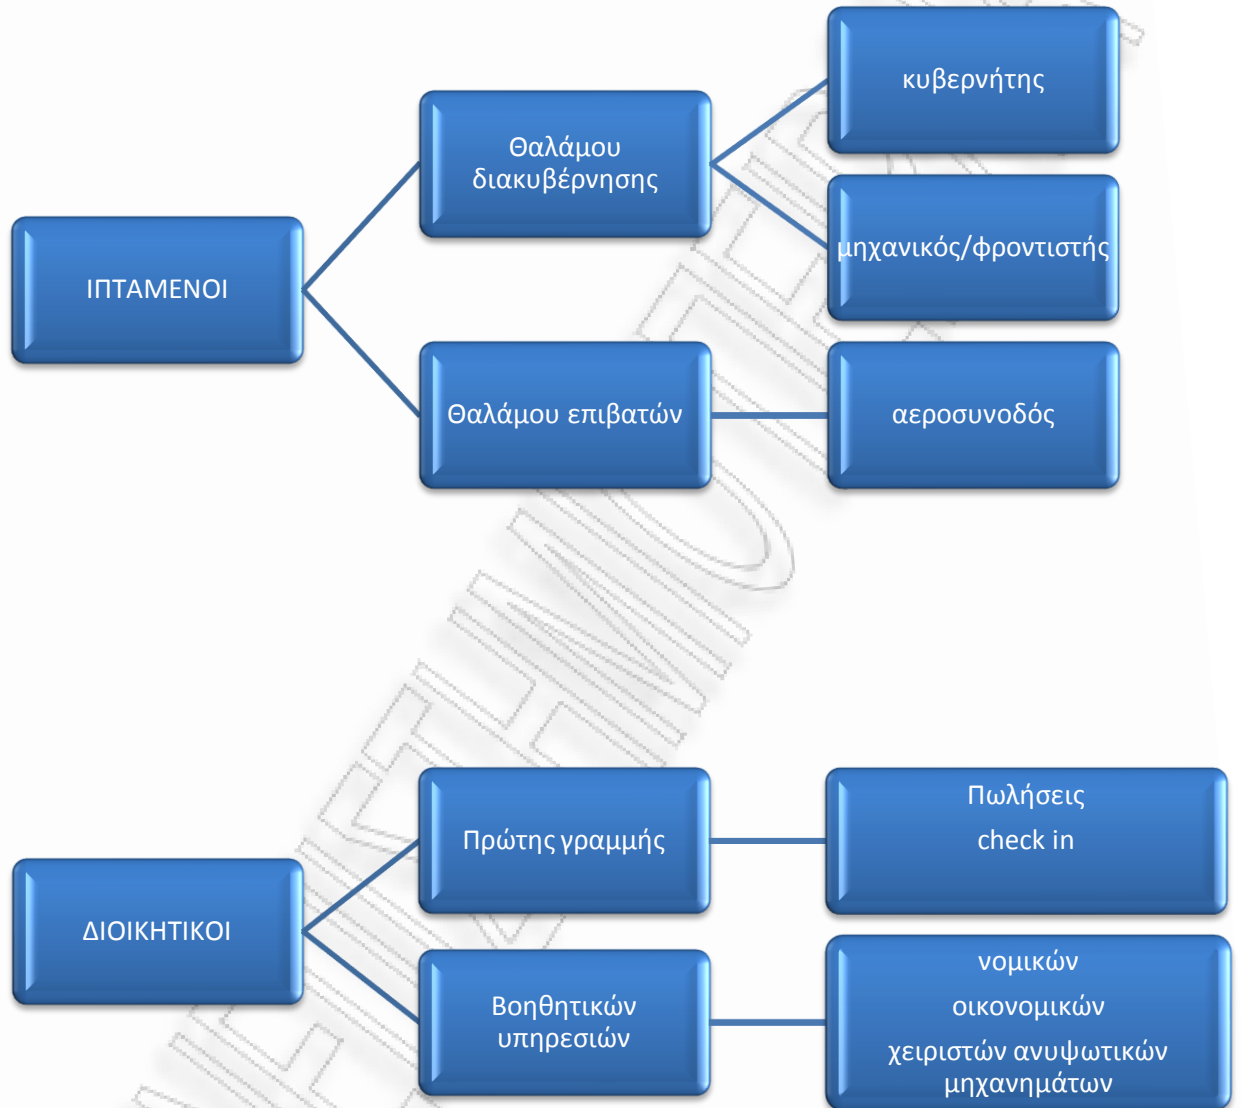 ΙΠΤΑΜΕΝΟΙ
Θαλάμου
διακυβέρνησης
κυβερνήτης
μηχανικός/φροντιστής
Θαλάμου επιβατών
αεροσυνοδός
ΔΙΟΙΚΗΤΙΚΟΙ
Πρώτης γραμμής
Πωλήσεις
check in
Βοηθητικών
υπηρεσιών
νομικών
οικονομικών
χειριστών ανυψωτικών
μηχανημάτων